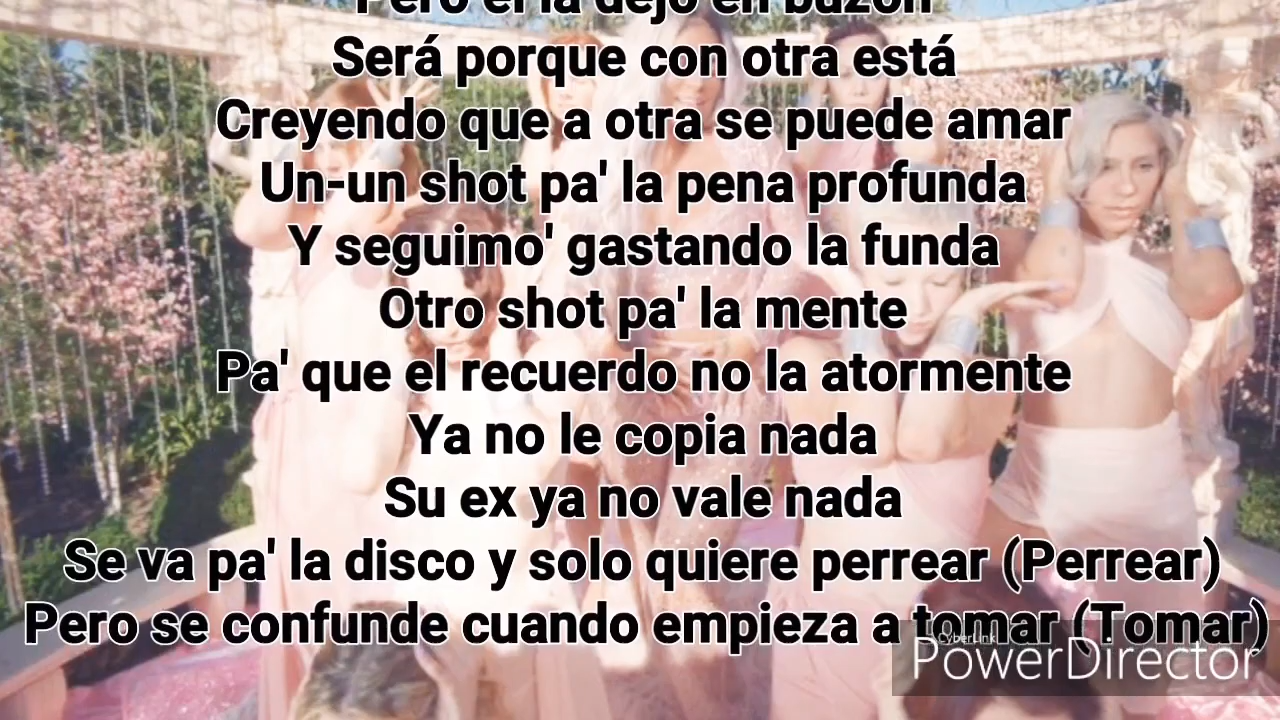 Pero él la dejó en buzón
Será porque con otra está
Creyendo que a otra se puede amar
Un-un shot pa' la pena profunda
Y seguimo' gastando la funda
Otro shot pa' la mente
Pa' que el recuerdo no la atormente
Ya no le copia nada
Su ex ya no vale nada
Se va pa' la disco y solo quiere perrear (Perrear)
Pero se confunde cuando empieza a tomar (Tomar)
CyberLink
PowerDirector